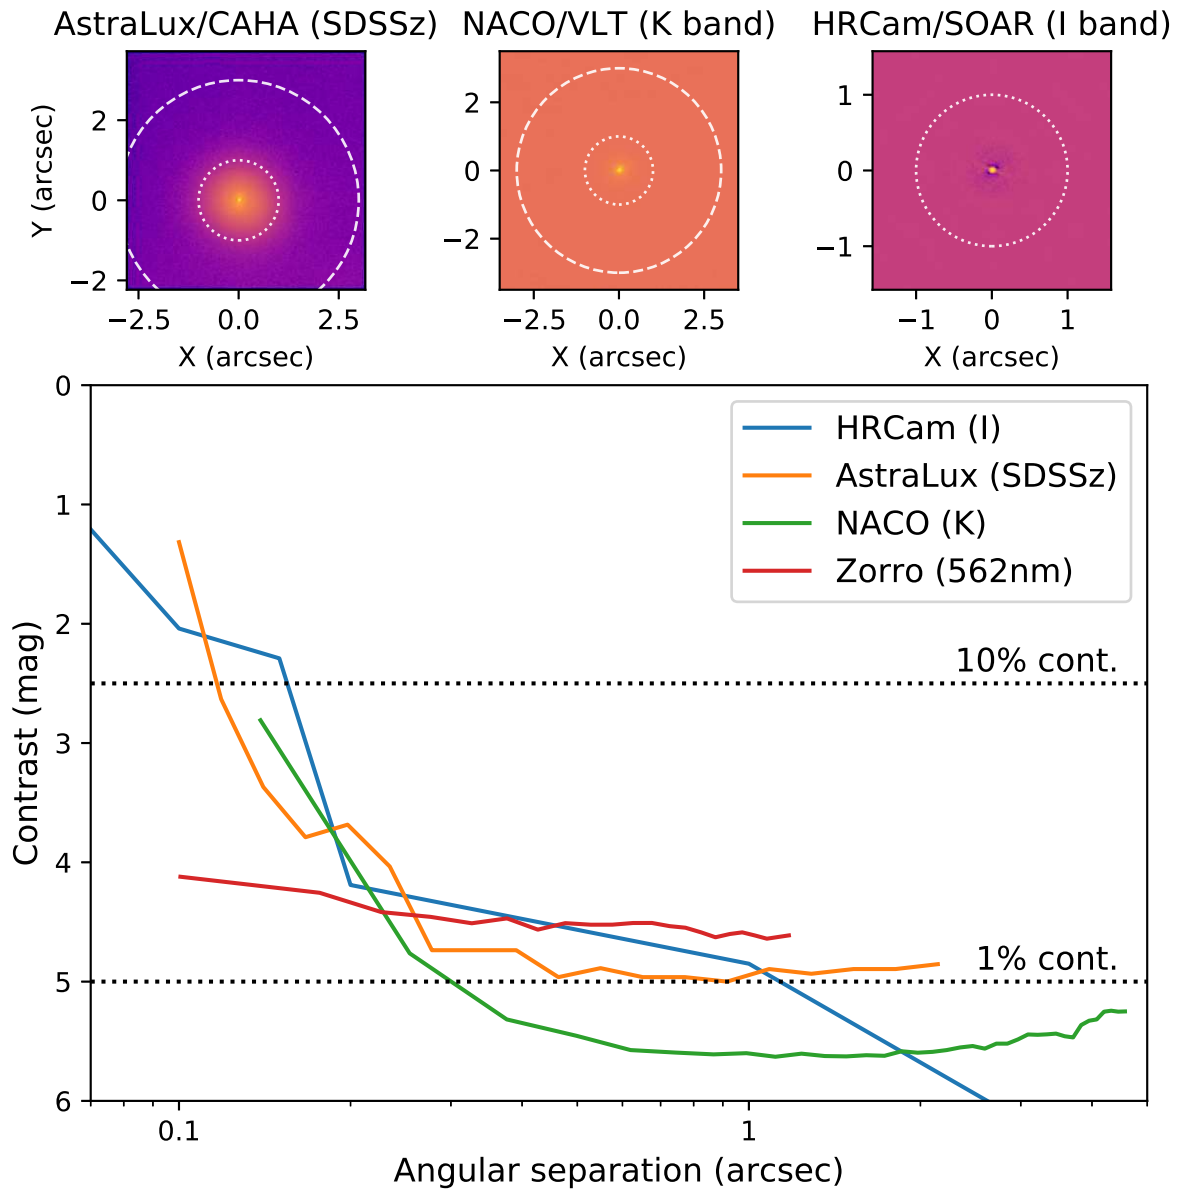 AstraLux/CAHA (SDSSz)
NACO/VLT (K band)
HRCam/SOAR (I band)
Y (arcsec)
2
0
−2
−2.5 0.0 2.5
X (arcsec)
2
0
−2
−2.5 0.0 2.5
X (arcsec)
1
0
−1
−1 0 1
X (arcsec)
Contrast (mag)
0
1
2
3
4
5
6
HRCam (I)
AstraLux (SDSSz)
NACO (K)
Zorro (562nm)
10% cont.
1% cont.
0.1 1
Angular separation (arcsec)